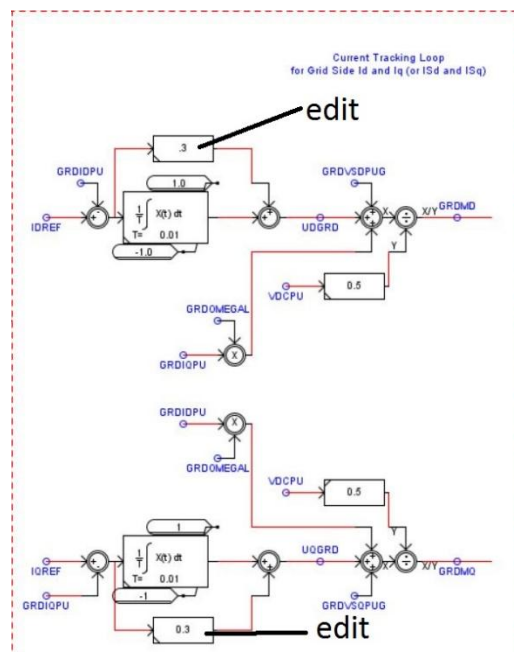 Current Tracking Loop
for Grid Side Id and Iq (or ISd and ISq)
edit
.3
GRDIDPU
1.0
GRDVSDPUG
IDREF
1/T ∫ X(t) dt
T= 0.01
UDGRD
X
X/Y
GRDMD
-1.0
Y
0.5
VDCPU
GRDOMEGAL
GRDIQPU
X
GRDIDPU
X
GRDOMEGAL
VDCPU
0.5
1
Y
IQREF
1/T ∫ X(t) dt
T= 0.01
UQGRD
X
X/Y
GRDMQ
GRDIQPU
-1
GRDVSQPUG
0.3
edit